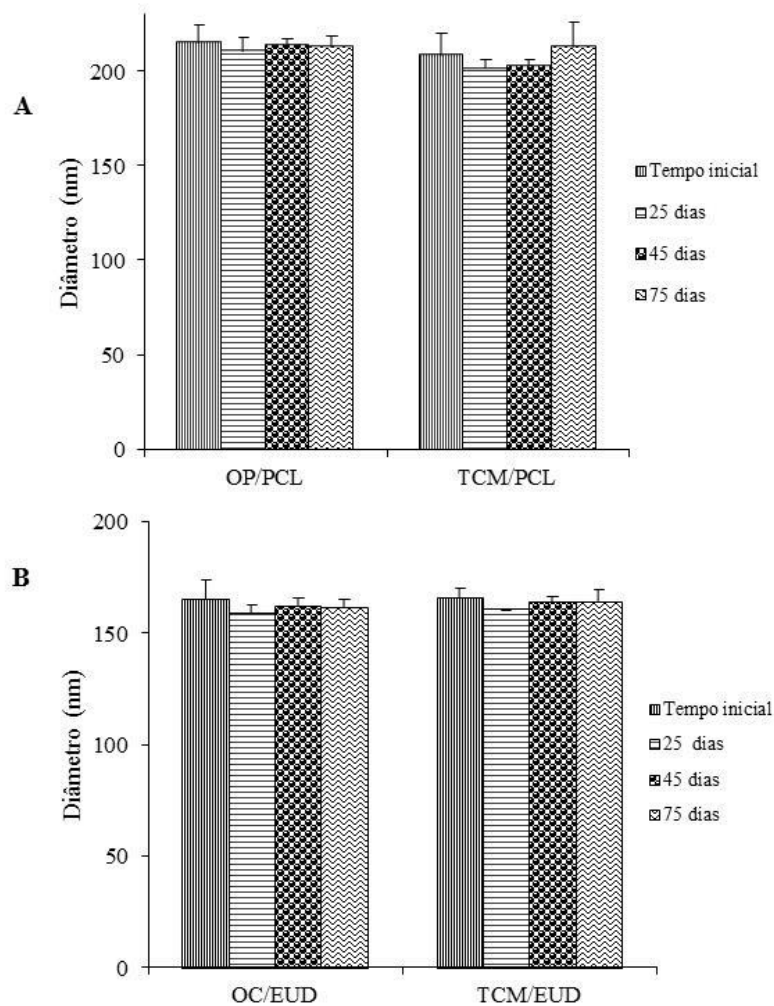 A
Diâmetro (nm)
200
150
100
50
0
OP/PCL
TCM/PCL
Tempo inicial
25 dias
45 dias
75 dias
B
Diâmetro (nm)
200
150
100
50
0
OC/EUD
TCM/EUD
Tempo inicial
25 dias
45 dias
75 dias